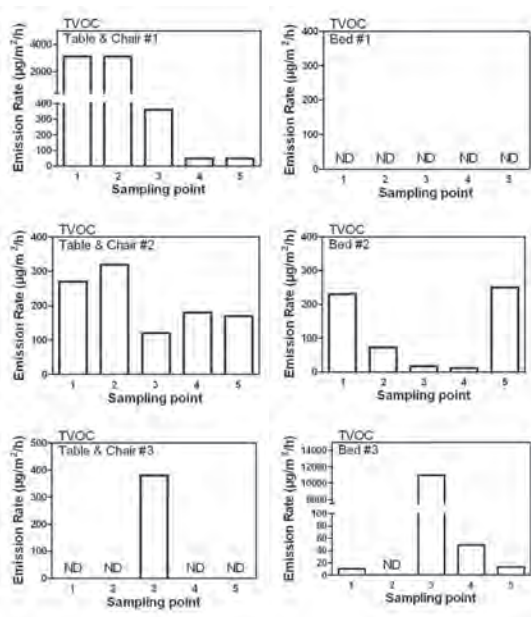 TVOC
Table & Chair #1
Emission Rate (μg/m²/h)
4000
2000
400
300
200
100
0
1 2 3 4 5
Sampling point
TVOC
Bed #1
Emission Rate (μg/m²/h)
400
300
200
100
0
ND ND ND ND ND
1 2 3 4 5
Sampling point
TVOC
Table & Chair #2
Emission Rate (μg/m²/h)
400
300
200
100
0
1 2 3 4 5
Sampling point
TVOC
Bed #2
Emission Rate (μg/m²/h)
400
300
200
100
0
1 2 3 4 5
Sampling point
TVOC
Table & Chair #3
Emission Rate (μg/m²/h)
500
400
300
200
100
0
ND ND ND ND
1 2 3 4 5
Sampling point
TVOC
Bed #3
Emission Rate (μg/m²/h)
14000
12000
10000
8000
100
80
60
40
20
0
ND
1 2 3 4 5
Sampling point